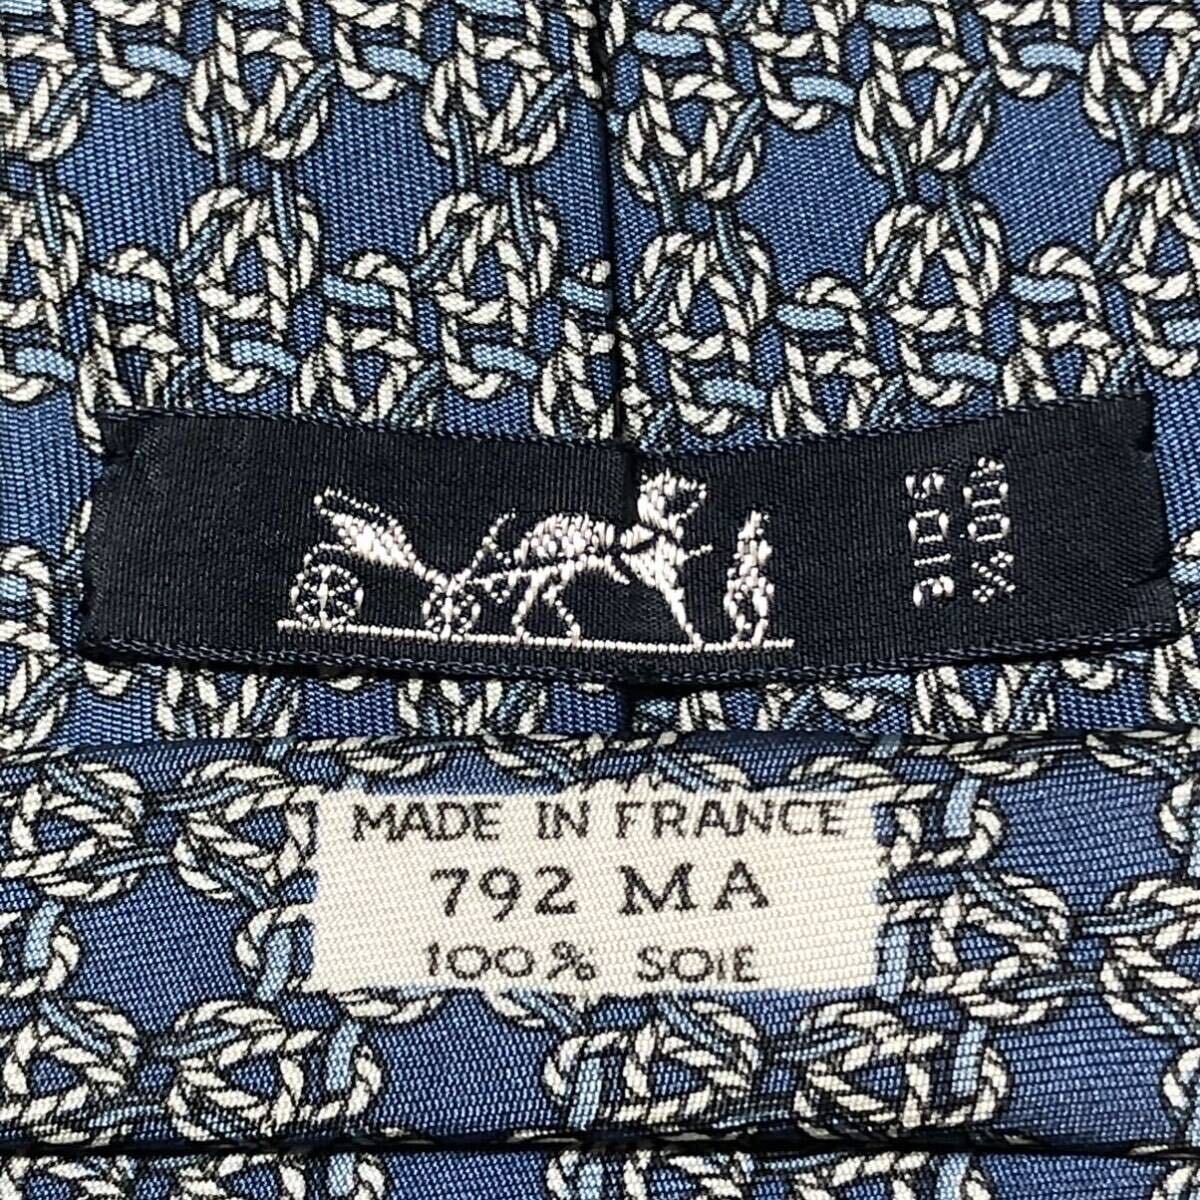 100%
SOIE
MADE IN FRANCE
792 MA
100% SOIE